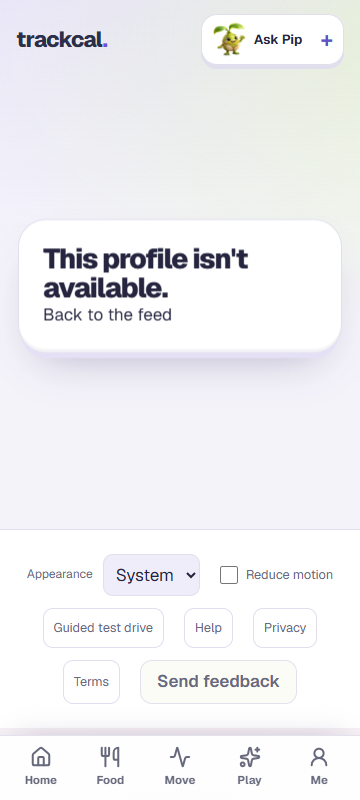 trackcal.
Ask Pip +
This profile isn't
available.
Back to the feed
Appearance System Reduce motion
Guided test drive Help Privacy
Terms Send feedback
Home Food Move Play Me